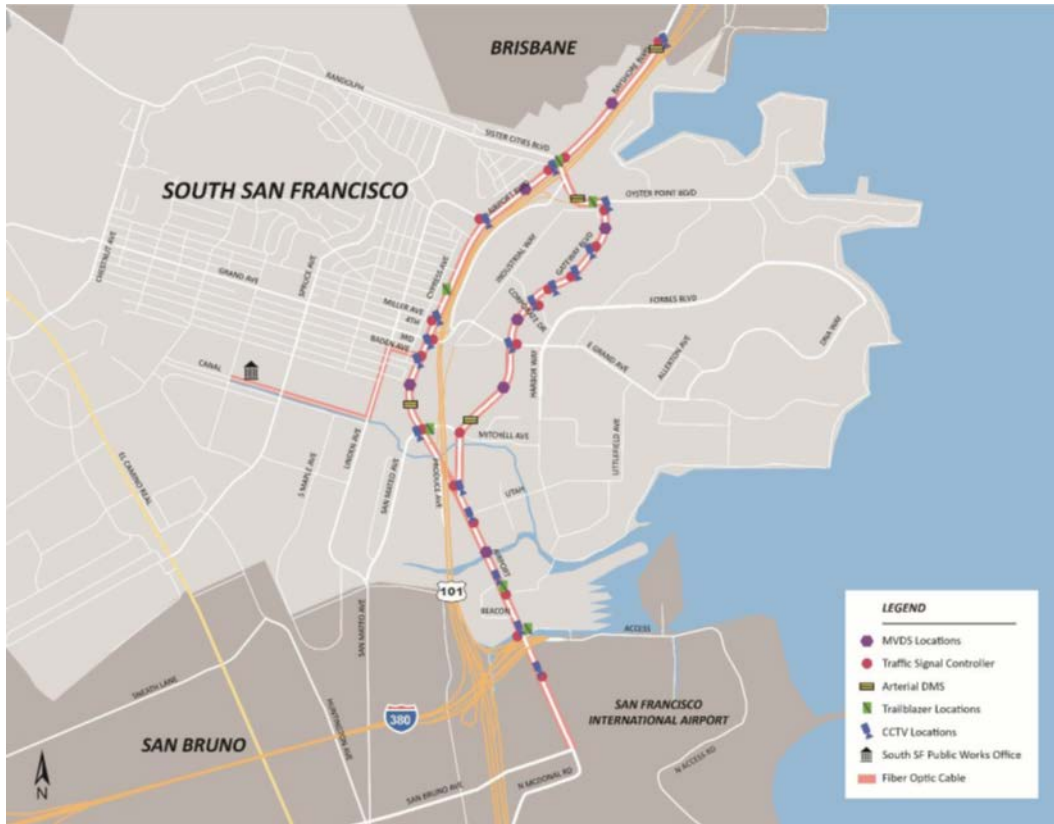 BRISBANE
BAYSHORE BLVD
RANDOLPH
SISTER CITIES BLVD
SOUTH SAN FRANCISCO
AIRPORT BLVD
OYSTER POINT BLVD
CHESTNUT AVE
GRAND AVE
SPRUCE AVE
CYPRESS AVE
INDUSTRIAL WAY
GATEWAY BLVD
MILLER AVE
4TH
3RD
BADEN AVE
CORPORATE DR
FORBES BLVD
DNA WAY
CANAL
HARBOR WAY
E GRAND AVE
ALLERTON AVE
LINDEN AVE
MITCHELL AVE
LITTLEFIELD AVE
EL CAMINO REAL
S MAPLE AVE
SAN MATEO AVE
PRODUCE AVE
UTAH
AIRPORT
101
BEACON
SAN MATEO AVE
ACCESS
SNEATH LANE
HUNTINGTON AVE
380
SAN FRANCISCO
INTERNATIONAL AIRPORT
SAN BRUNO
N
SAN BRUNO AVE
N MCDONAL RD
N ACCESS RD
LEGEND
MVDS Locations
Traffic Signal Controller
Arterial DMS
Trailblazer Locations
CCTV Locations
South SF Public Works Office
Fiber Optic Cable